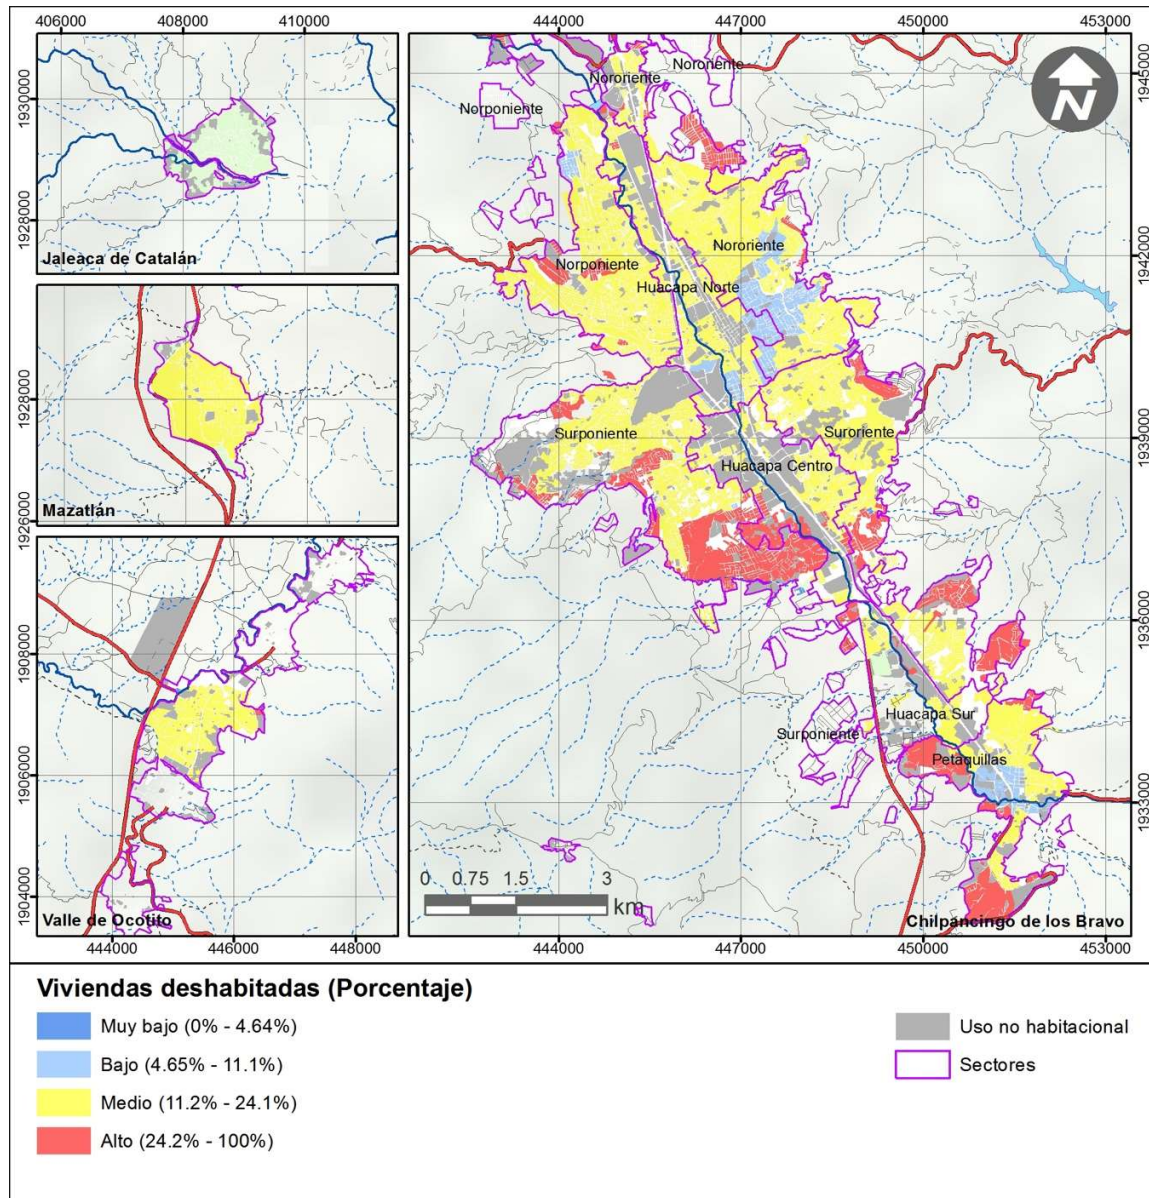 406000 408000 410000
1930000
1928000
Jaleaca de Catalán
1928000
1926000
Mazatlán
1908000
1906000
1904000
Valle de Ocotito
444000 446000 448000
444000 447000 450000 453000
N
Nororiente
Nororiente
Norponiente
Nororiente
Norponiente
Huacapa Norte
Surponiente
Suroriente
Huacapa Centro
Huacapa Sur
Surponiente
Petaquillas
1945000
1942000
1939000
1936000
1933000
0 0.75 1.5 3
km
Chilpancingo de los Bravo
444000 447000 450000 453000
Viviendas deshabitadas (Porcentaje)
Muy bajo (0% - 4.64%)
Bajo (4.65% - 11.1%)
Medio (11.2% - 24.1%)
Alto (24.2% - 100%)
Uso no habitacional
Sectores